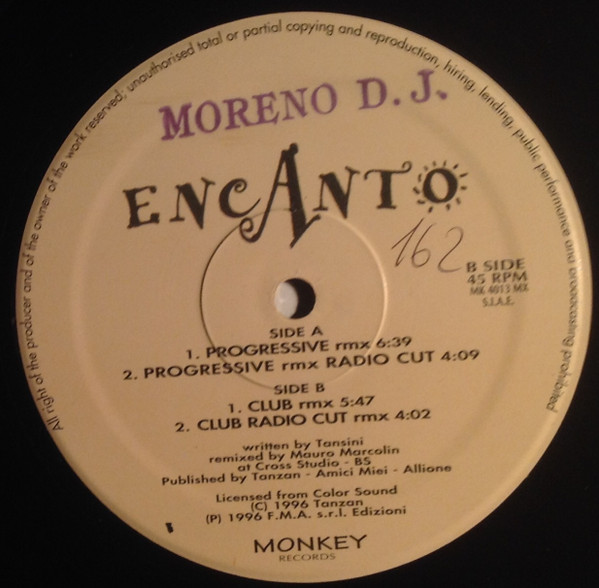 All right of the producer and of the owner of the work reserved; unauthorised total or partial copying and reproduction, hiring, lending, public performance and broadcasting prohibited
MORENO D.J.
ENCANTO
162
B SIDE
45 RPM
MK 4013 MX
S.I.A.E.
SIDE A
1. PROGRESSIVE rmx 6:39
2. PROGRESSIVE rmx RADIO CUT 4:09
SIDE B
1. CLUB rmx 5:47
2. CLUB RADIO CUT rmx 4:02
written by Tansini
remixed by Mauro Marcolin
at Cross Studio - BS
Published by Tanzan - Amici Miei - Allione
Licensed from Color Sound
(C) 1996 Tanzan
(P) 1996 F.M.A. s.r.l. Edizioni
MONKEY
RECORDS